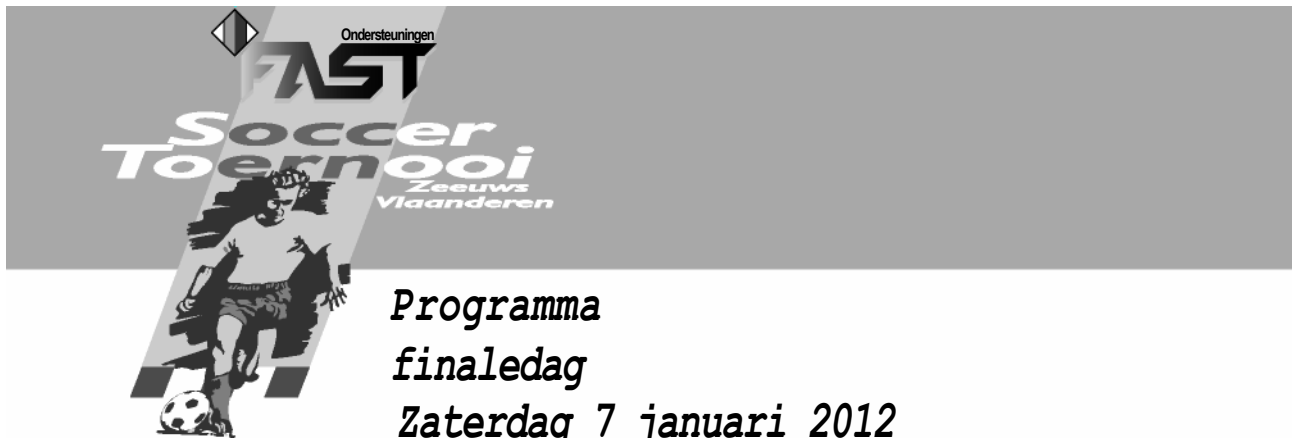 Ondersteuningen
FAST
Soccer
Toernooi
Zeeuws
Vlaanderen
Programma
finaledag
Zaterdag 7 januari 2012